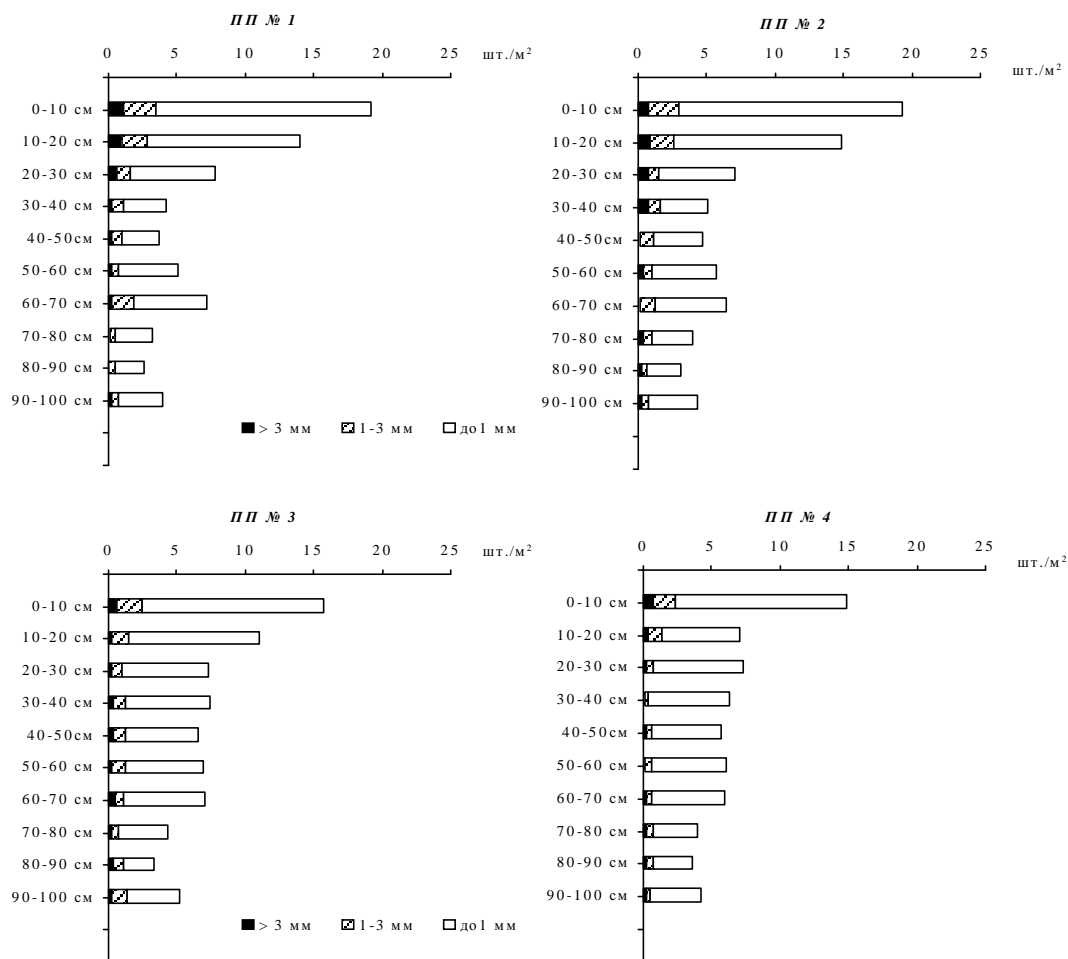 ПП № 1
0 5 10 15 20 25 шт./м²
0-10 см
10-20 см
20-30 см
30-40 см
40-50см
50-60 см
60-70 см
70-80 см
80-90 см
90-100 см
> 3 мм 1-3 мм до1 мм
ПП № 2
0 5 10 15 20 25 шт./м²
0-10 см
10-20 см
20-30 см
30-40 см
40-50см
50-60 см
60-70 см
70-80 см
80-90 см
90-100 см
ПП № 3
0 5 10 15 20 25 шт./м²
0-10 см
10-20 см
20-30 см
30-40 см
40-50см
50-60 см
60-70 см
70-80 см
80-90 см
90-100 см
> 3 мм 1-3 мм до1 мм
ПП № 4
0 5 10 15 20 25 шт./м²
0-10 см
10-20 см
20-30 см
30-40 см
40-50см
50-60 см
60-70 см
70-80 см
80-90 см
90-100 см